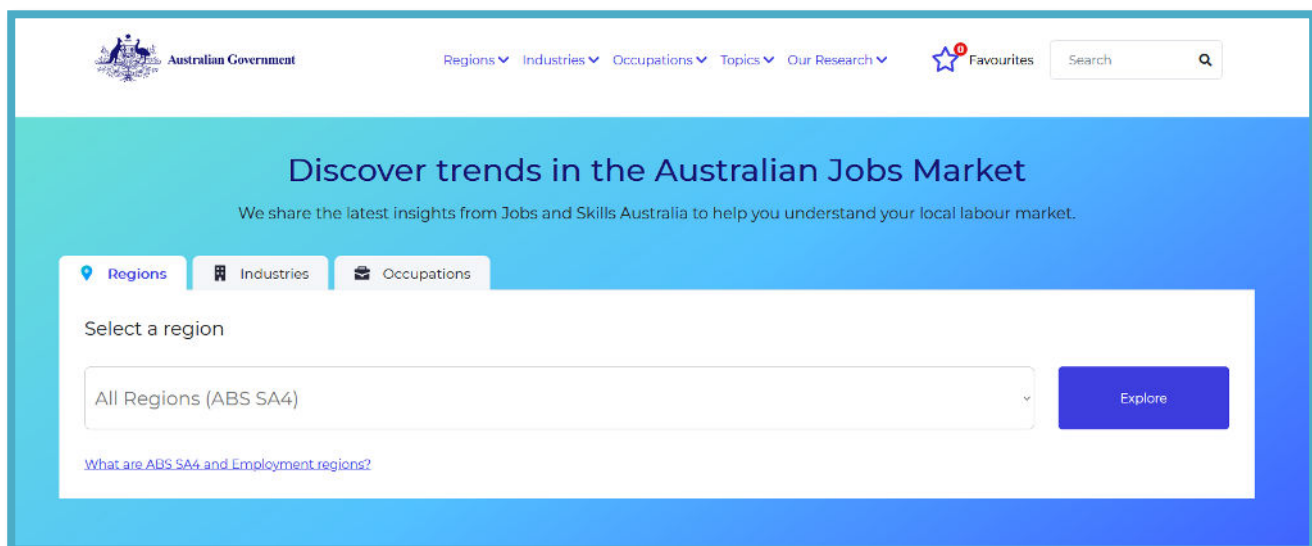 Australian Government
Regions Industries Occupations Topics Our Research 0 Favourites Search
Discover trends in the Australian Jobs Market
We share the latest insights from Jobs and Skills Australia to help you understand your local labour market.
Regions Industries Occupations
Select a region
All Regions (ABS SA4) Explore
What are ABS SA4 and Employment regions?